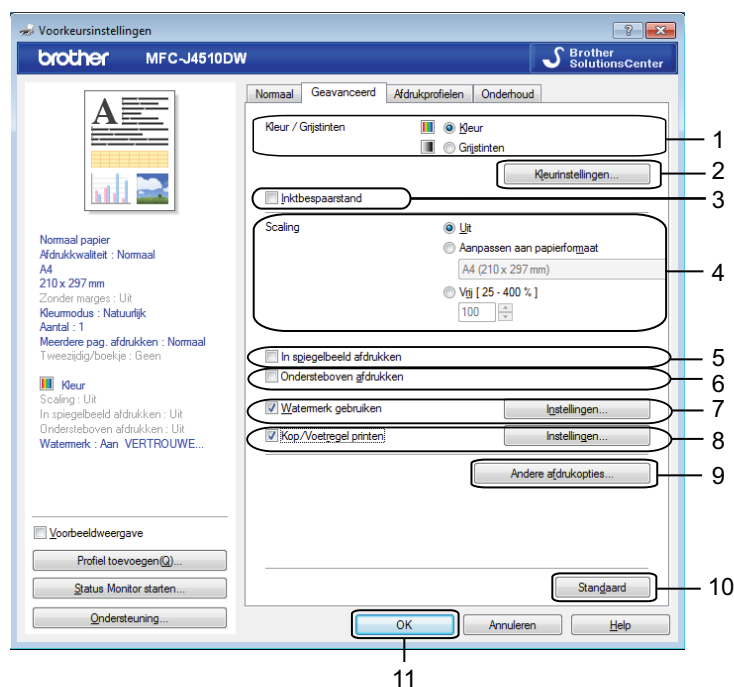 Voorkeursinstellingen
brother MFC-J4510DW
Brother
SolutionsCenter
Normaal Geavanceerd Afdrukprofielen Onderhoud
A
Normaal papier
Afdrukkwaliteit : Normaal
A4
210 x 297 mm
Zonder marges : Uit
Kleurmodus : Natuurlijk
Aantal : 1
Meerdere pag. afdrukken : Normaal
Tweezijdig/boekje : Geen
Kleur
Scaling : Uit
In spiegelbeeld afdrukken : Uit
Ondersteboven afdrukken : Uit
Watermerk : Aan VERTROUWE...
Voorbeeldweergave
Profiel toevoegen(Q)...
Status Monitor starten...
Ondersteuning...
Kleur / Grijstinten
Kleur
Grijstinten
1
Kleurinstellingen...
2
Inktbespaarstand
3
Scaling
Uit
Aanpassen aan papierformaat
A4 (210 x 297 mm)
Vrij [ 25 - 400 % ]
100
4
In spiegelbeeld afdrukken
5
Ondersteboven afdrukken
6
Watermerk gebruiken Instellingen...
7
Kop/Voetregel printen Instellingen...
8
Andere afdrukopties...
9
Standaard
10
OK Annuleren Help
11